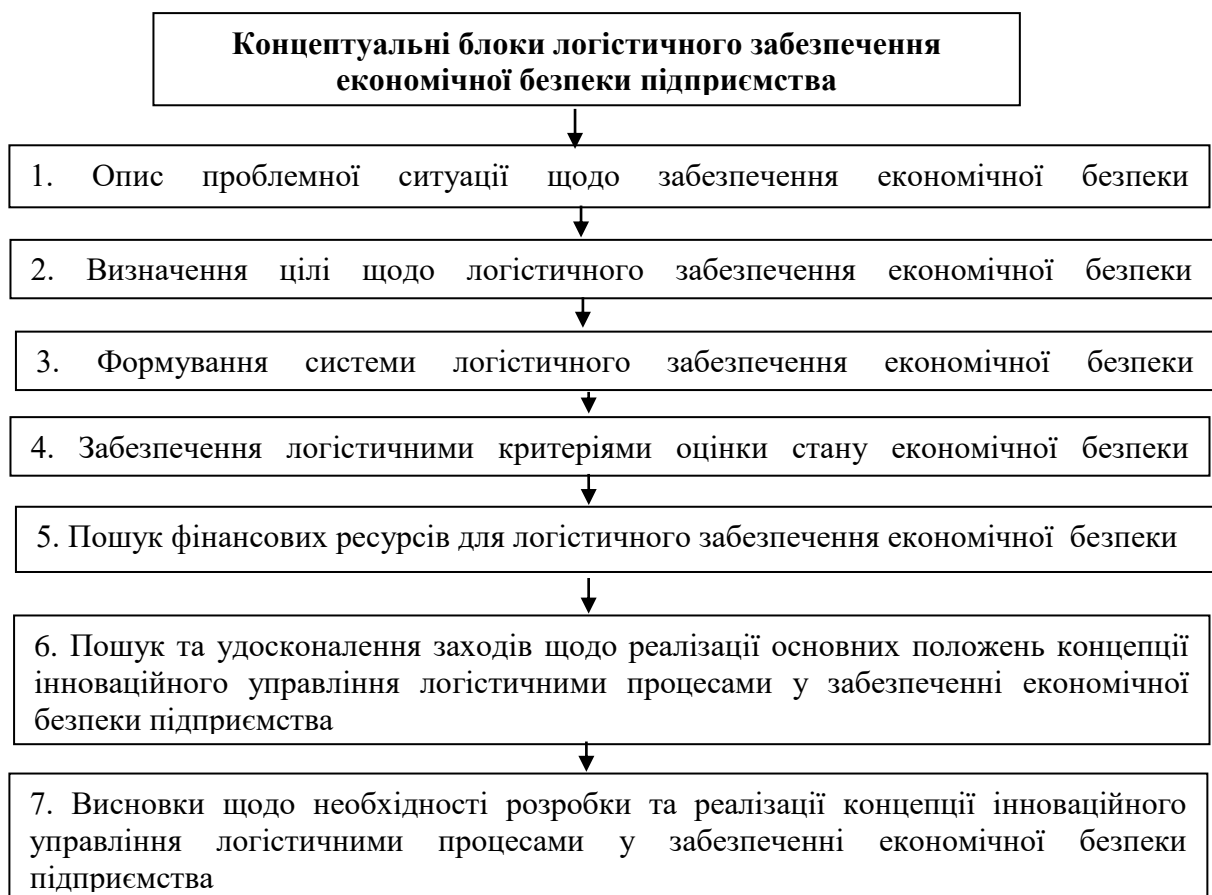 Концептуальні блоки логістичного забезпечення
економічної безпеки підприємства
1. Опис проблемної ситуації щодо забезпечення економічної безпеки
2. Визначення цілі щодо логістичного забезпечення економічної безпеки
3. Формування системи логістичного забезпечення економічної безпеки
4. Забезпечення логістичними критеріями оцінки стану економічної безпеки
5. Пошук фінансових ресурсів для логістичного забезпечення економічної безпеки
6. Пошук та удосконалення заходів щодо реалізації основних положень концепції
інноваційного управління логістичними процесами у забезпеченні економічної
безпеки підприємства
7. Висновки щодо необхідності розробки та реалізації концепції інноваційного
управління логістичними процесами у забезпеченні економічної безпеки
підприємства